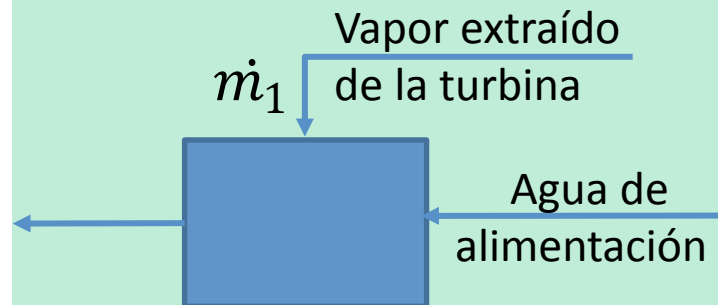 Vapor extraído
de la turbina
ṁ₁
Agua de
alimentación